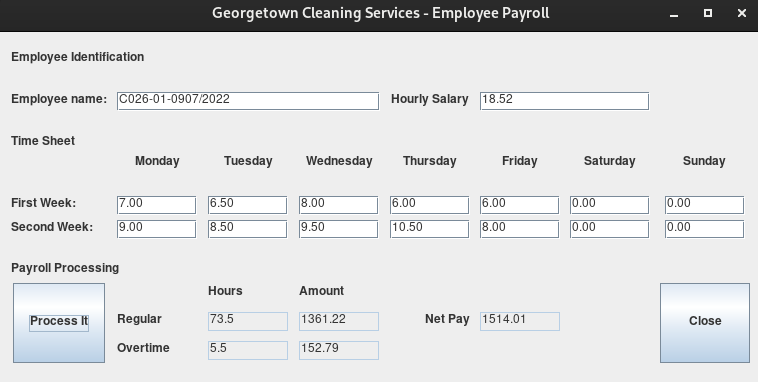 Georgetown Cleaning Services - Employee Payroll
Employee Identification
Employee name: C026-01-0907/2022 Hourly Salary 18.52
Time Sheet
Monday Tuesday Wednesday Thursday Friday Saturday Sunday
First Week: 7.00 6.50 8.00 6.00 6.00 0.00 0.00
Second Week: 9.00 8.50 9.50 10.50 8.00 0.00 0.00
Payroll Processing
Hours Amount
Process It Regular 73.5 1361.22 Net Pay 1514.01 Close
Overtime 5.5 152.79